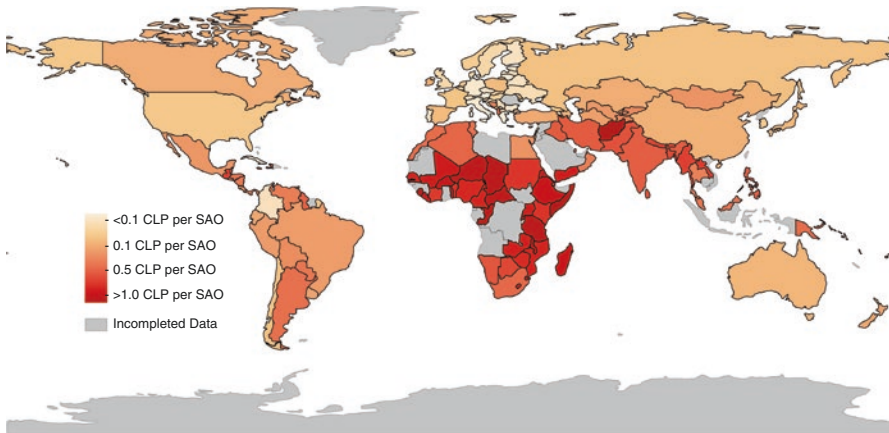 <0.1 CLP per SAO
0.1 CLP per SAO
0.5 CLP per SAO
>1.0 CLP per SAO
Incompleted Data